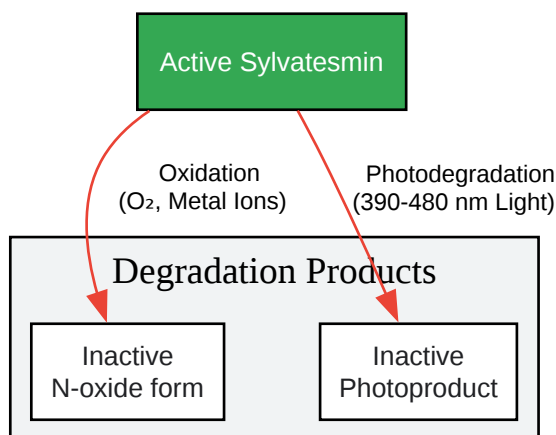 Active Sylvatesmin
Oxidation
(O₂, Metal Ions)
Photodegradation
(390-480 nm Light)
Degradation Products
Inactive
N-oxide form
Inactive
Photoproduct